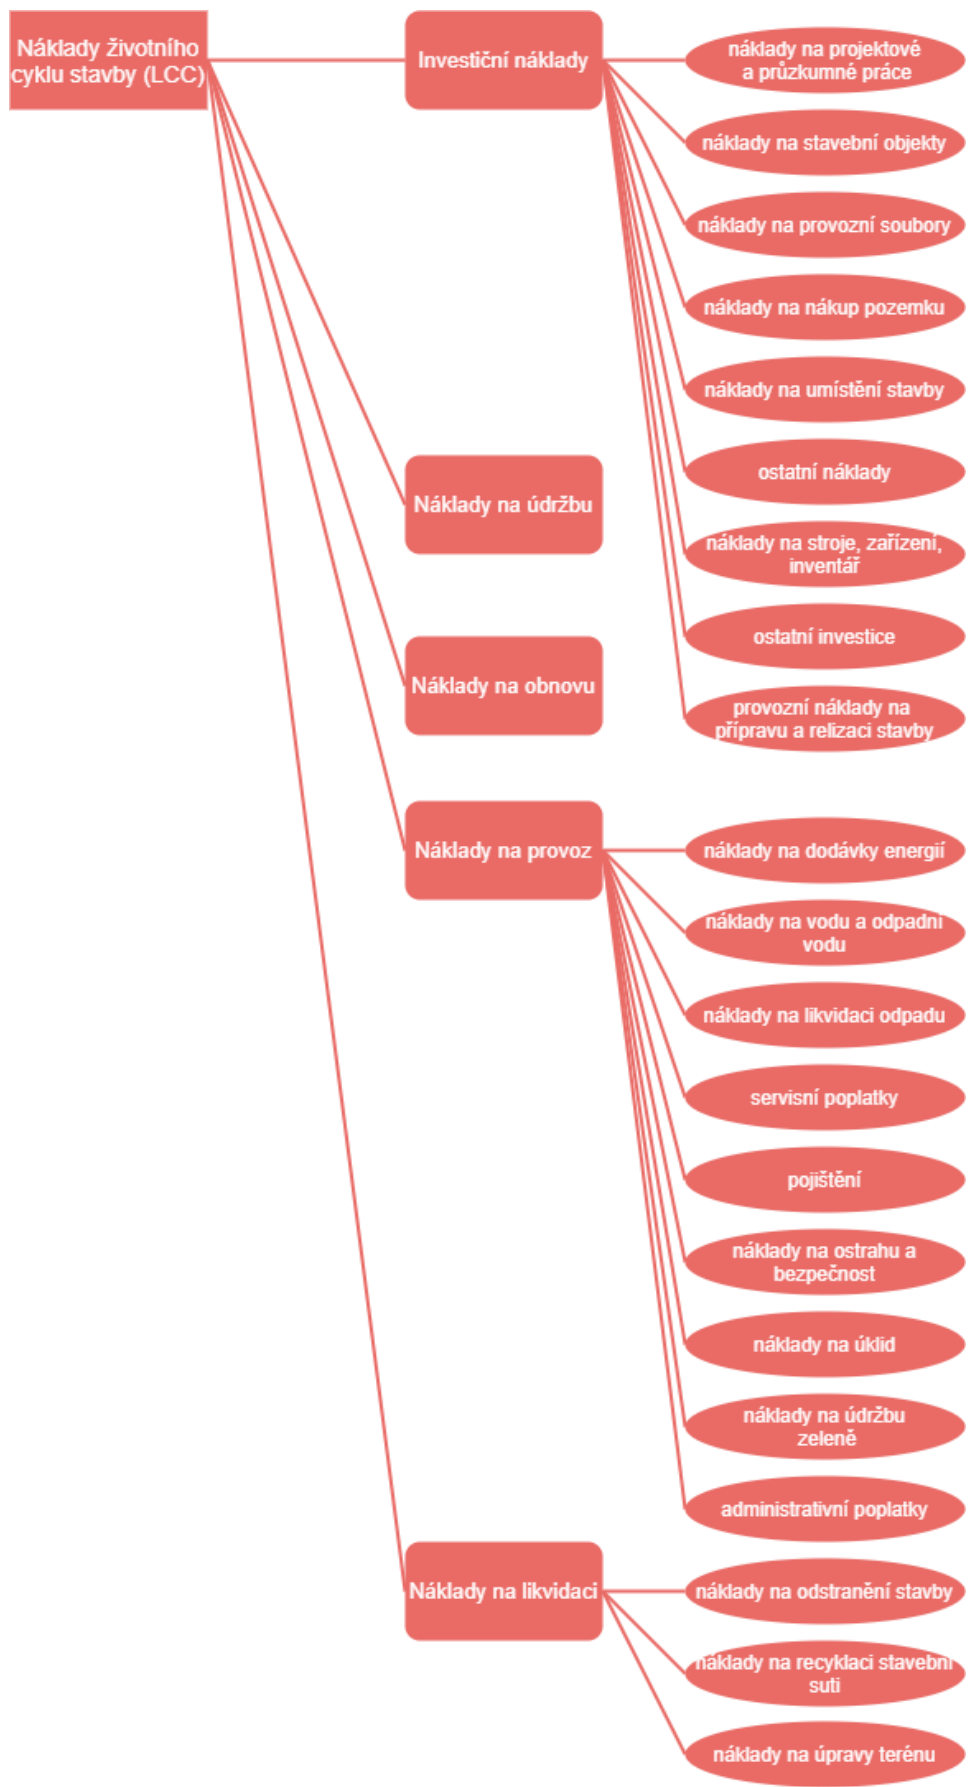 Náklady životního
cyklu stavby (LCC)
Investiční náklady
náklady na projektové
a průzkumné práce
náklady na stavební objekty
náklady na provozní soubory
náklady na nákup pozemku
náklady na umístění stavby
ostatní náklady
náklady na stroje, zařízení,
inventář
ostatní investice
provozní náklady na
přípravu a relizaci stavby
Náklady na údržbu
Náklady na obnovu
Náklady na provoz
náklady na dodávky energií
náklady na vodu a odpadní
vodu
náklady na likvidaci odpadu
servisní poplatky
pojištění
náklady na ostrahu a
bezpečnost
náklady na úklid
náklady na údržbu
zeleně
administrativní poplatky
Náklady na likvidaci
náklady na odstranění stavby
náklady na recyklaci stavební
suti
náklady na úpravy terénu